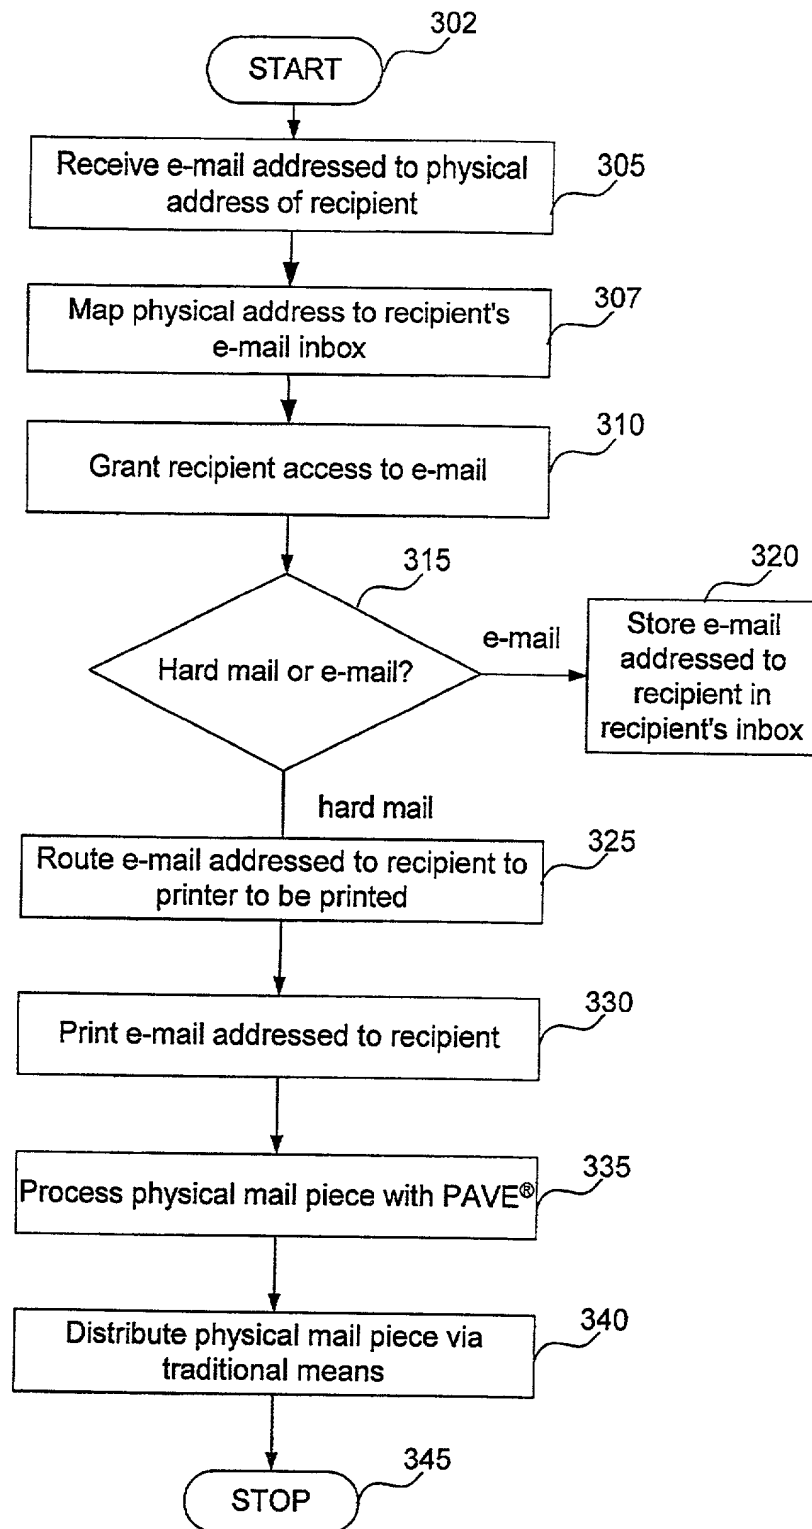 302
START
Receive e-mail addressed to physical
address of recipient
305
Map physical address to recipient's
e-mail inbox
307
Grant recipient access to e-mail
310
315
Hard mail or e-mail?
e-mail
320
Store e-mail
addressed to
recipient in
recipient's inbox
hard mail
Route e-mail addressed to recipient to
printer to be printed
325
Print e-mail addressed to recipient
330
Process physical mail piece with PAVE®
335
Distribute physical mail piece via
traditional means
340
STOP
345